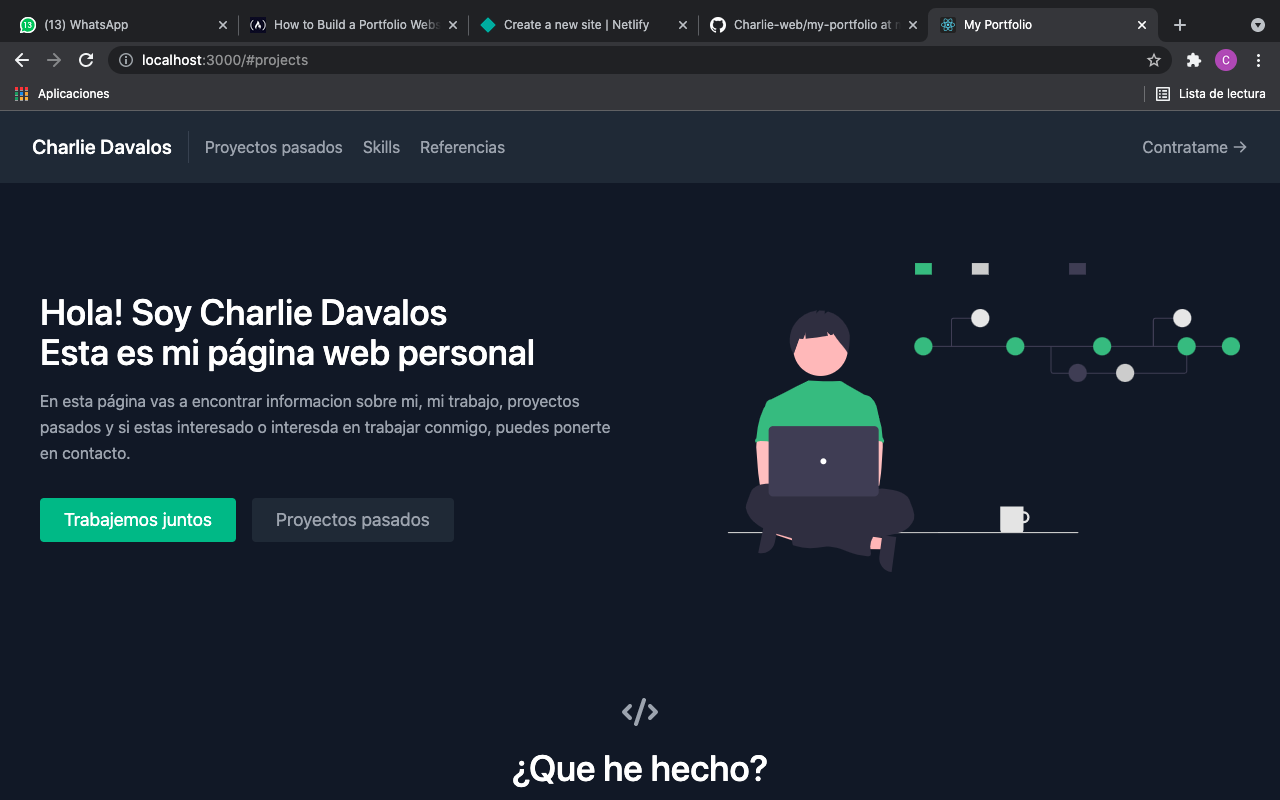 (13) WhatsApp
How to Build a Portfolio Webs
Create a new site | Netlify
Charlie-web/my-portfolio at
My Portfolio
localhost:3000/#projects
C
Aplicaciones
Lista de lectura
Charlie Davalos
Proyectos pasados
Skills
Referencias
Contratame →
Hola! Soy Charlie Davalos
Esta es mi página web personal
En esta página vas a encontrar informacion sobre mi, mi trabajo, proyectos
pasados y si estas interesado o interesda en trabajar conmigo, puedes ponerte
en contacto.
Trabajemos juntos
Proyectos pasados
¿Que he hecho?